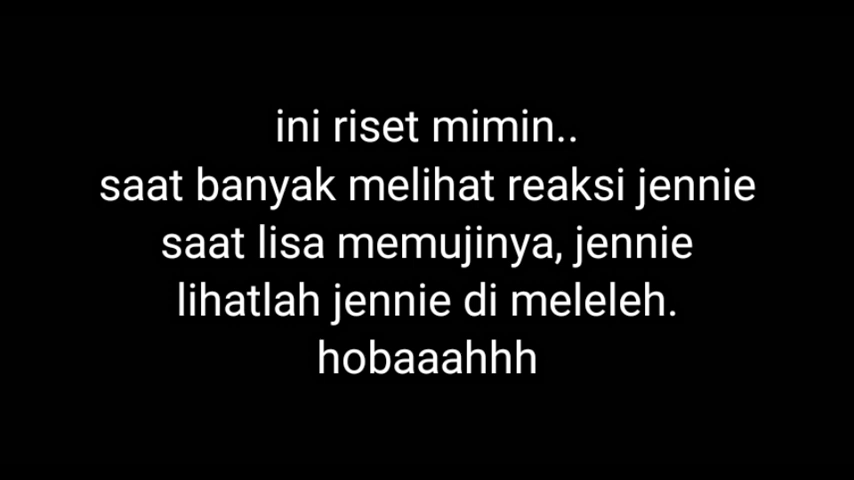 ini riset mimin..
saat banyak melihat reaksi jennie
saat lisa memujinya, jennie
lihatlah jennie di meleleh.
hobaaahhh